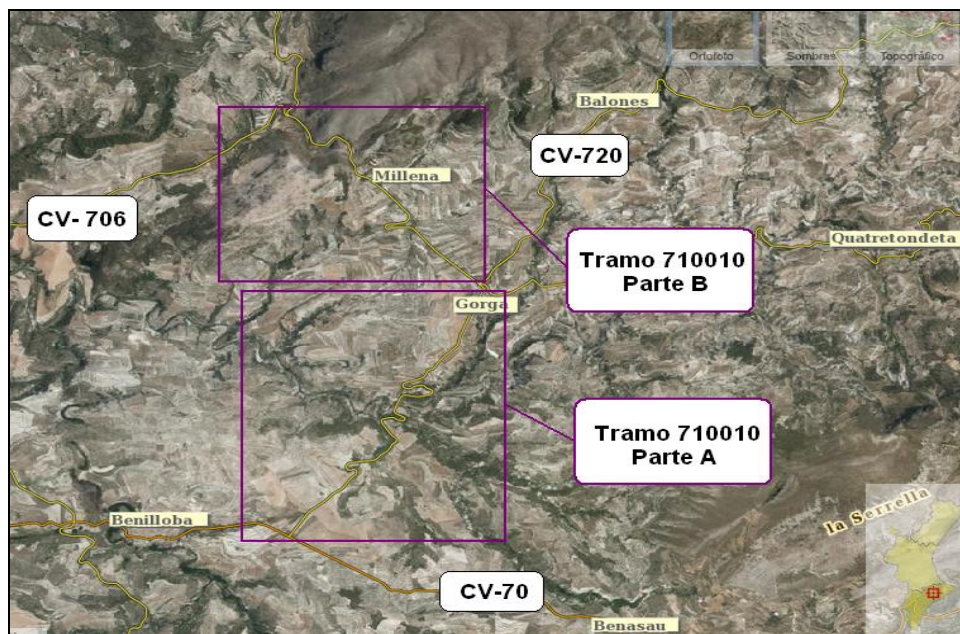 Ortofoto
Sombras
Topográfico
Balones
CV-720
Millena
CV- 706
Quatretondeta
Tramo 710010
Parte B
Gorga
Tramo 710010
Parte A
la Serrella
Benilloba
CV-70
Benasau